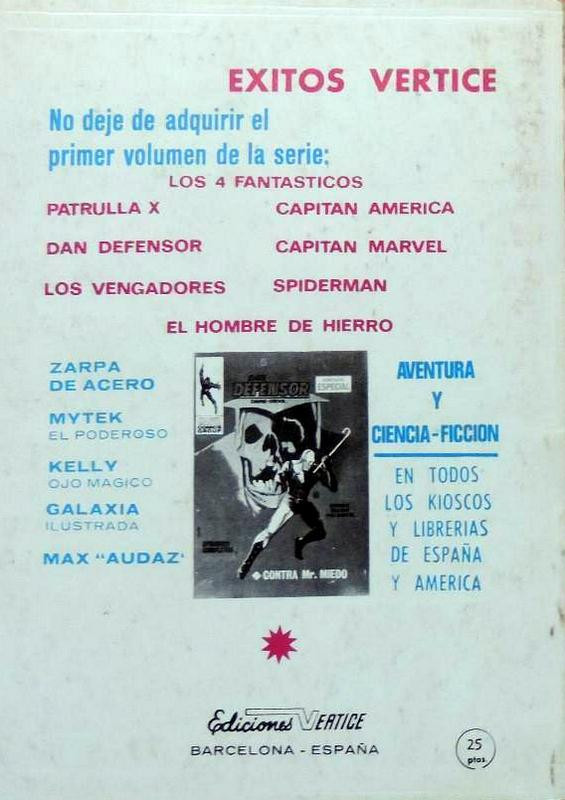 EXITOS VERTICE
No deje de adquirir el
primer volumen de la serie;
LOS 4 FANTASTICOS
PATRULLA X
CAPITAN AMERICA
DAN DEFENSOR
CAPITAN MARVEL
LOS VENGADORES
SPIDERMAN
EL HOMBRE DE HIERRO
ZARPA
DE ACERO
MYTEK
EL PODEROSO
KELLY
OJO MAGICO
GALAXIA
ILUSTRADA
MAX “AUDAZ‘
DEFENSOR
ESPECIAL
CONTRA Mr. MIEDO
AVENTURA
Y
CIENCIA-FICCION
EN TODOS
LOS KIOSCOS
Y LIBRERIAS
DE ESPAÑA
Y AMERICA
Ediciones VERTICE
BARCELONA - ESPAÑA
25
ptas.